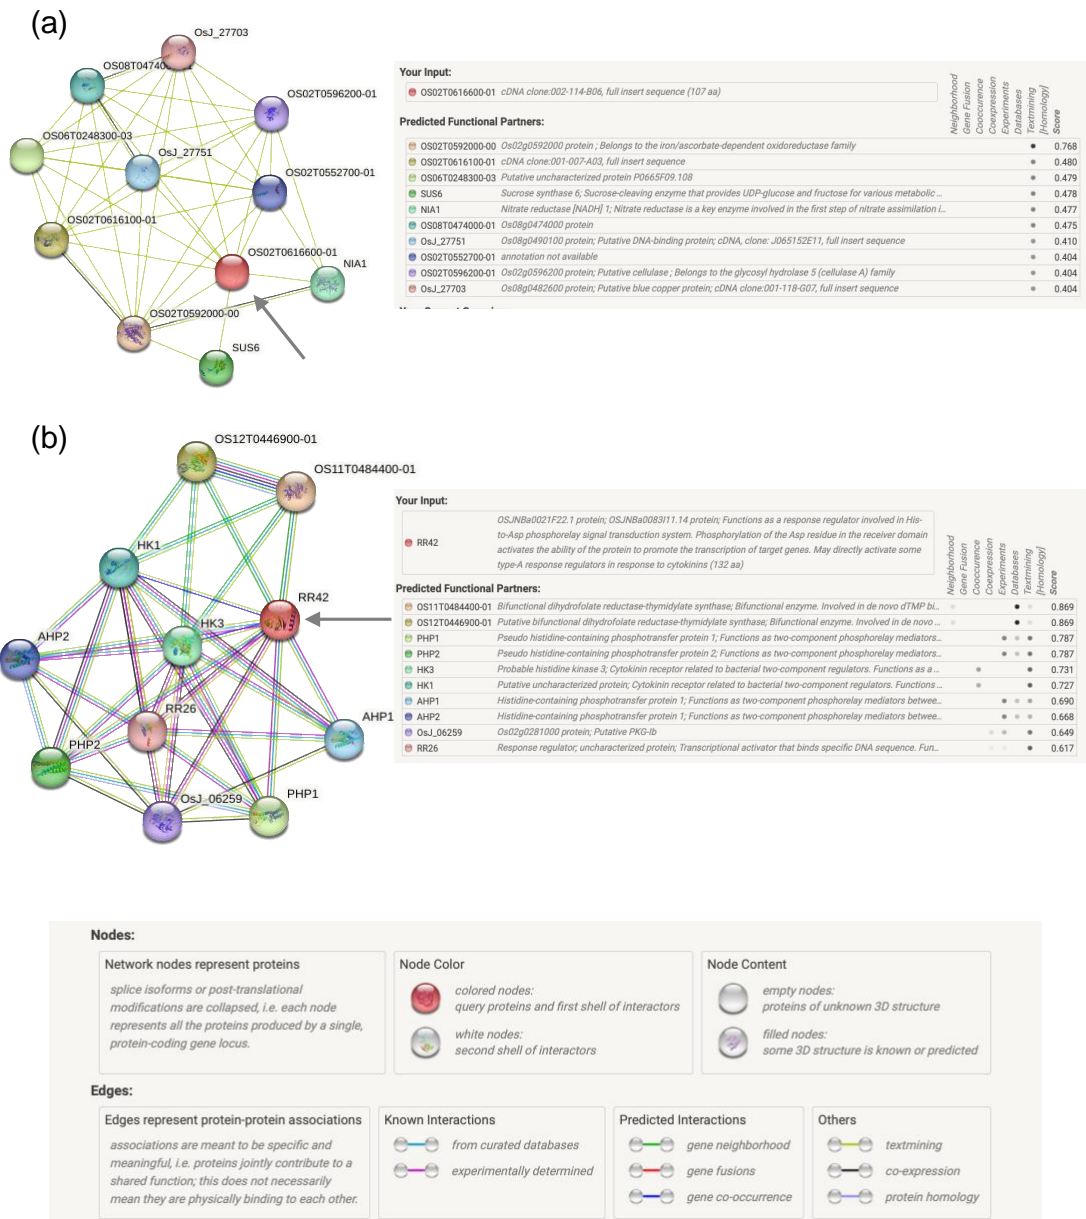 (a)
OsJ_27703
OS08T0474000-01
OS02T0596200-01
OS06T0248300-03
OsJ_27751
OS02T0552700-01
OS02T0616100-01
OS02T0616600-01
NIA1
OS02T0592000-00
SUS6
Your Input:
OS02T0616600-01 cDNA clone:002-114-B06, full insert sequence (107 aa)
Neighborhood
Gene Fusion
Cooccurence
Coexpression
Experiments
Databases
Textmining
[Homology]
Score
Predicted Functional Partners:
OS02T0592000-00 Os02g0592000 protein ; Belongs to the iron/ascorbate-dependent oxidoreductase family 0.768
OS02T0616100-01 cDNA clone:001-007-A03, full insert sequence 0.480
OS06T0248300-03 Putative uncharacterized protein P0665F09.108 0.479
SUS6 Sucrose synthase 6; Sucrose-cleaving enzyme that provides UDP-glucose and fructose for various metabolic ... 0.478
NIA1 Nitrate reductase [NADH] 1; Nitrate reductase is a key enzyme involved in the first step of nitrate assimilation i... 0.477
OS08T0474000-01 Os08g0474000 protein 0.475
OsJ_27751 Os08g0490100 protein; Putative DNA-binding protein; cDNA, clone: J065152E11, full insert sequence 0.410
OS02T0552700-01 annotation not available 0.404
OS02T0596200-01 Os02g0596200 protein; Putative cellulase ; Belongs to the glycosyl hydrolase 5 (cellulase A) family 0.404
OsJ_27703 Os08g0482600 protein; Putative blue copper protein; cDNA clone:001-118-G07, full insert sequence 0.404
(b)
OS12T0446900-01
OS11T0484400-01
HK1
RR42
HK3
AHP2
RR26
AHP1
PHP2
OsJ_06259
PHP1
Your Input:
RR42
OSJNBa0021F22.1 protein; OSJNBa0083I11.14 protein; Functions as a response regulator involved in His-
to-Asp phosphorelay signal transduction system. Phosphorylation of the Asp residue in the receiver domain
activates the ability of the protein to promote the transcription of target genes. May directly activate some
type-A response regulators in response to cytokinins (132 aa)
Neighborhood
Gene Fusion
Cooccurence
Coexpression
Experiments
Databases
Textmining
[Homology]
Score
Predicted Functional Partners:
OS11T0484400-01 Bifunctional dihydrofolate reductase-thymidylate synthase; Bifunctional enzyme. Involved in de novo dTMP bi... 0.869
OS12T0446900-01 Putative bifunctional dihydrofolate reductase-thymidylate synthase; Bifunctional enzyme. Involved in de novo ... 0.869
PHP1 Pseudo histidine-containing phosphotransfer protein 1; Functions as two-component phosphorelay mediators... 0.787
PHP2 Pseudo histidine-containing phosphotransfer protein 2; Functions as two-component phosphorelay mediators... 0.787
HK3 Probable histidine kinase 3; Cytokinin receptor related to bacterial two-component regulators. Functions as a ... 0.731
HK1 Putative uncharacterized protein; Cytokinin receptor related to bacterial two-component regulators. Functions ... 0.727
AHP1 Histidine-containing phosphotransfer protein 1; Functions as two-component phosphorelay mediators betwee... 0.690
AHP2 Histidine-containing phosphotransfer protein 1; Functions as two-component phosphorelay mediators betwee... 0.668
OsJ_06259 Os02g0281000 protein; Putative PKG-Ib 0.649
RR26 Response regulator; uncharacterized protein; Transcriptional activator that binds specific DNA sequence. Fun... 0.617
Nodes:
Network nodes represent proteins
splice isoforms or post-translational
modifications are collapsed, i.e. each node
represents all the proteins produced by a single,
protein-coding gene locus.
Node Color
colored nodes:
query proteins and first shell of interactors
white nodes:
second shell of interactors
Node Content
empty nodes:
proteins of unknown 3D structure
filled nodes:
some 3D structure is known or predicted
Edges:
Edges represent protein-protein associations
associations are meant to be specific and
meaningful, i.e. proteins jointly contribute to a
shared function; this does not necessarily
mean they are physically binding to each other.
Known Interactions
from curated databases
experimentally determined
Predicted Interactions
gene neighborhood
gene fusions
gene co-occurrence
Others
textmining
co-expression
protein homology